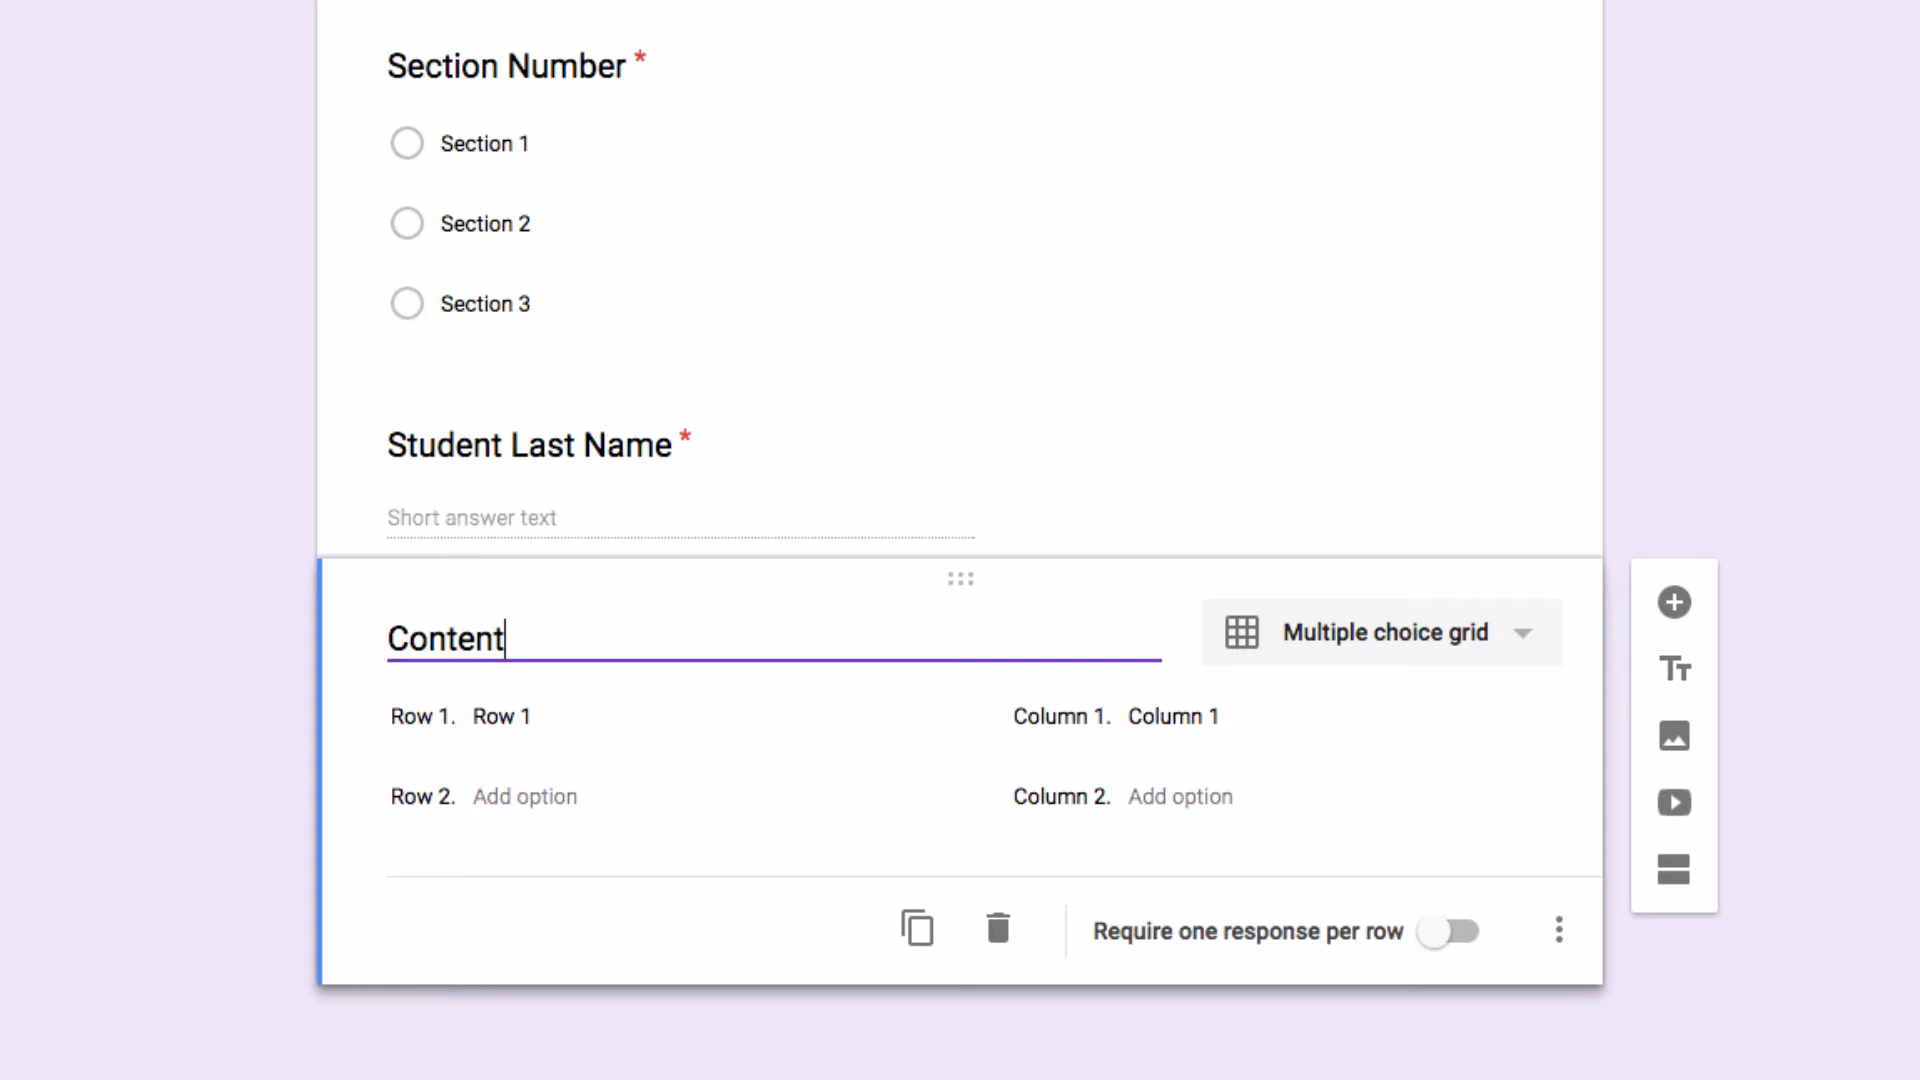 Section Number *
Section 1
Section 2
Section 3
Student Last Name *
Short answer text
Content
Multiple choice grid
Row 1. Row 1
Column 1. Column 1
Row 2. Add option
Column 2. Add option
Require one response per row